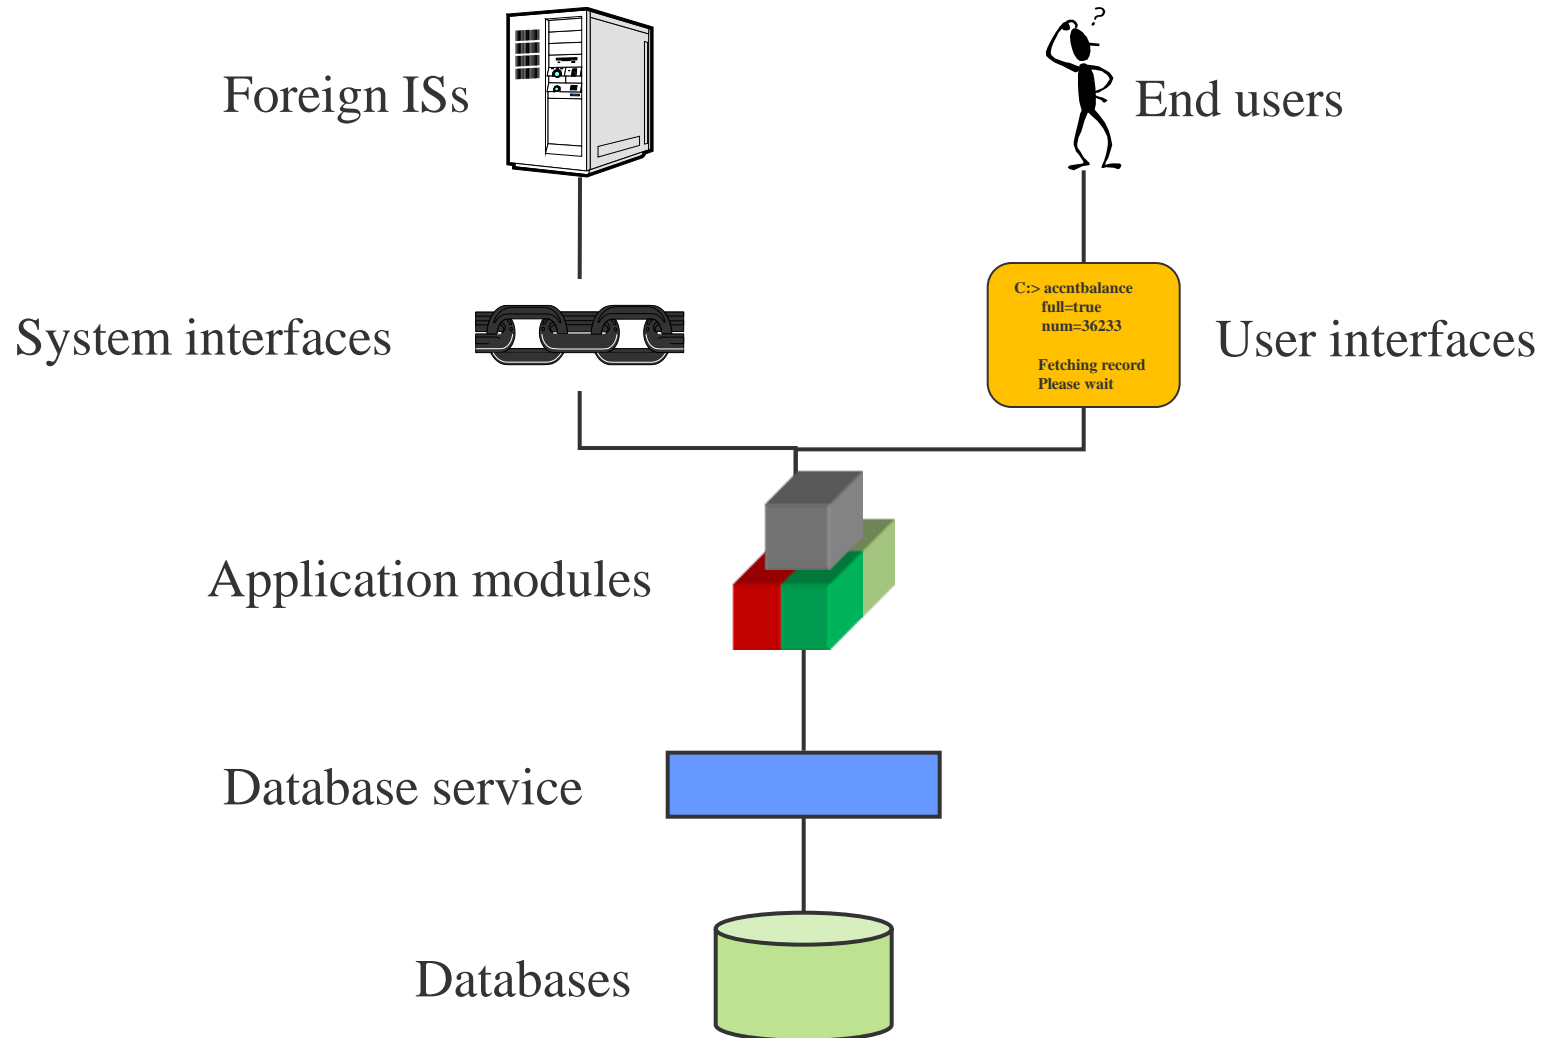 ?
Foreign ISs
End users
C:> accntbalance
full=true
num=36233
Fetching record
Please wait
System interfaces
User interfaces
Application modules
Database service
Databases